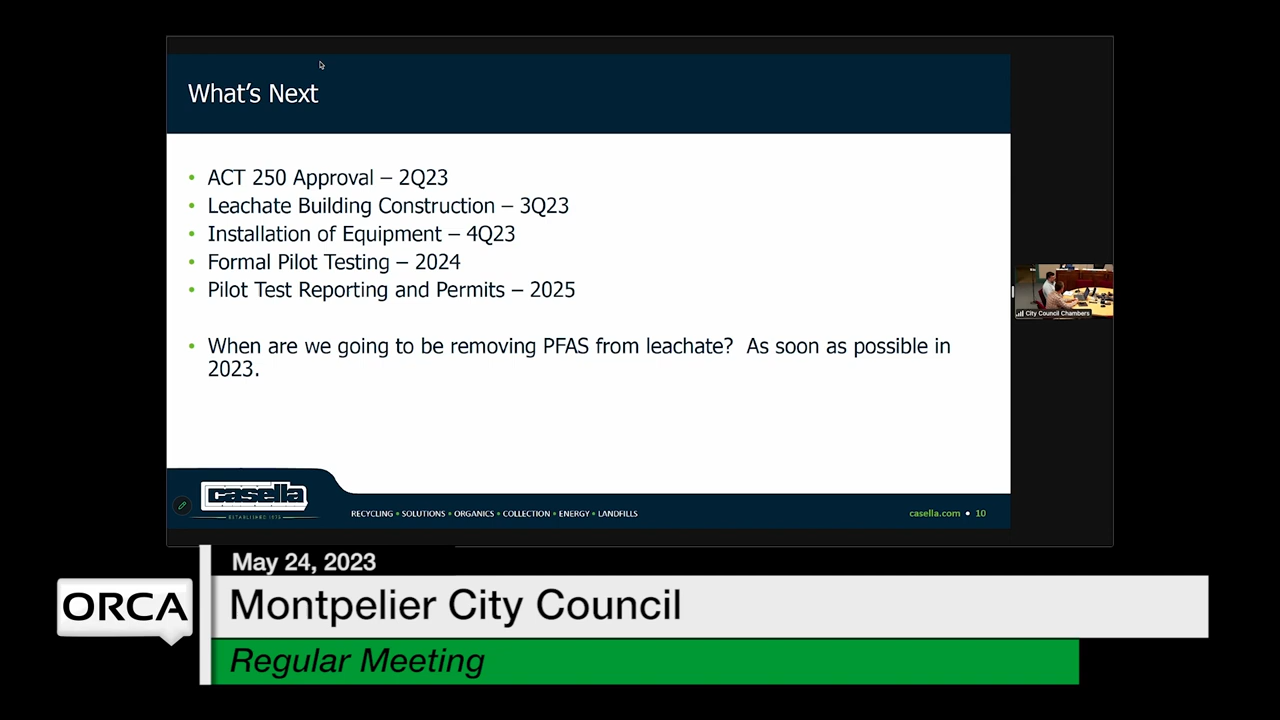 What's Next
• ACT 250 Approval – 2Q23
• Leachate Building Construction – 3Q23
• Installation of Equipment – 4Q23
• Formal Pilot Testing – 2024
• Pilot Test Reporting and Permits – 2025
• When are we going to be removing PFAS from leachate? As soon as possible in
2023.
City Council Chambers
casella
ESTABLISHED 1975
RECYCLING • SOLUTIONS • ORGANICS • COLLECTION • ENERGY • LANDFILLS
casella.com • 10
May 24, 2023
ORCA
Montpelier City Council
Regular Meeting